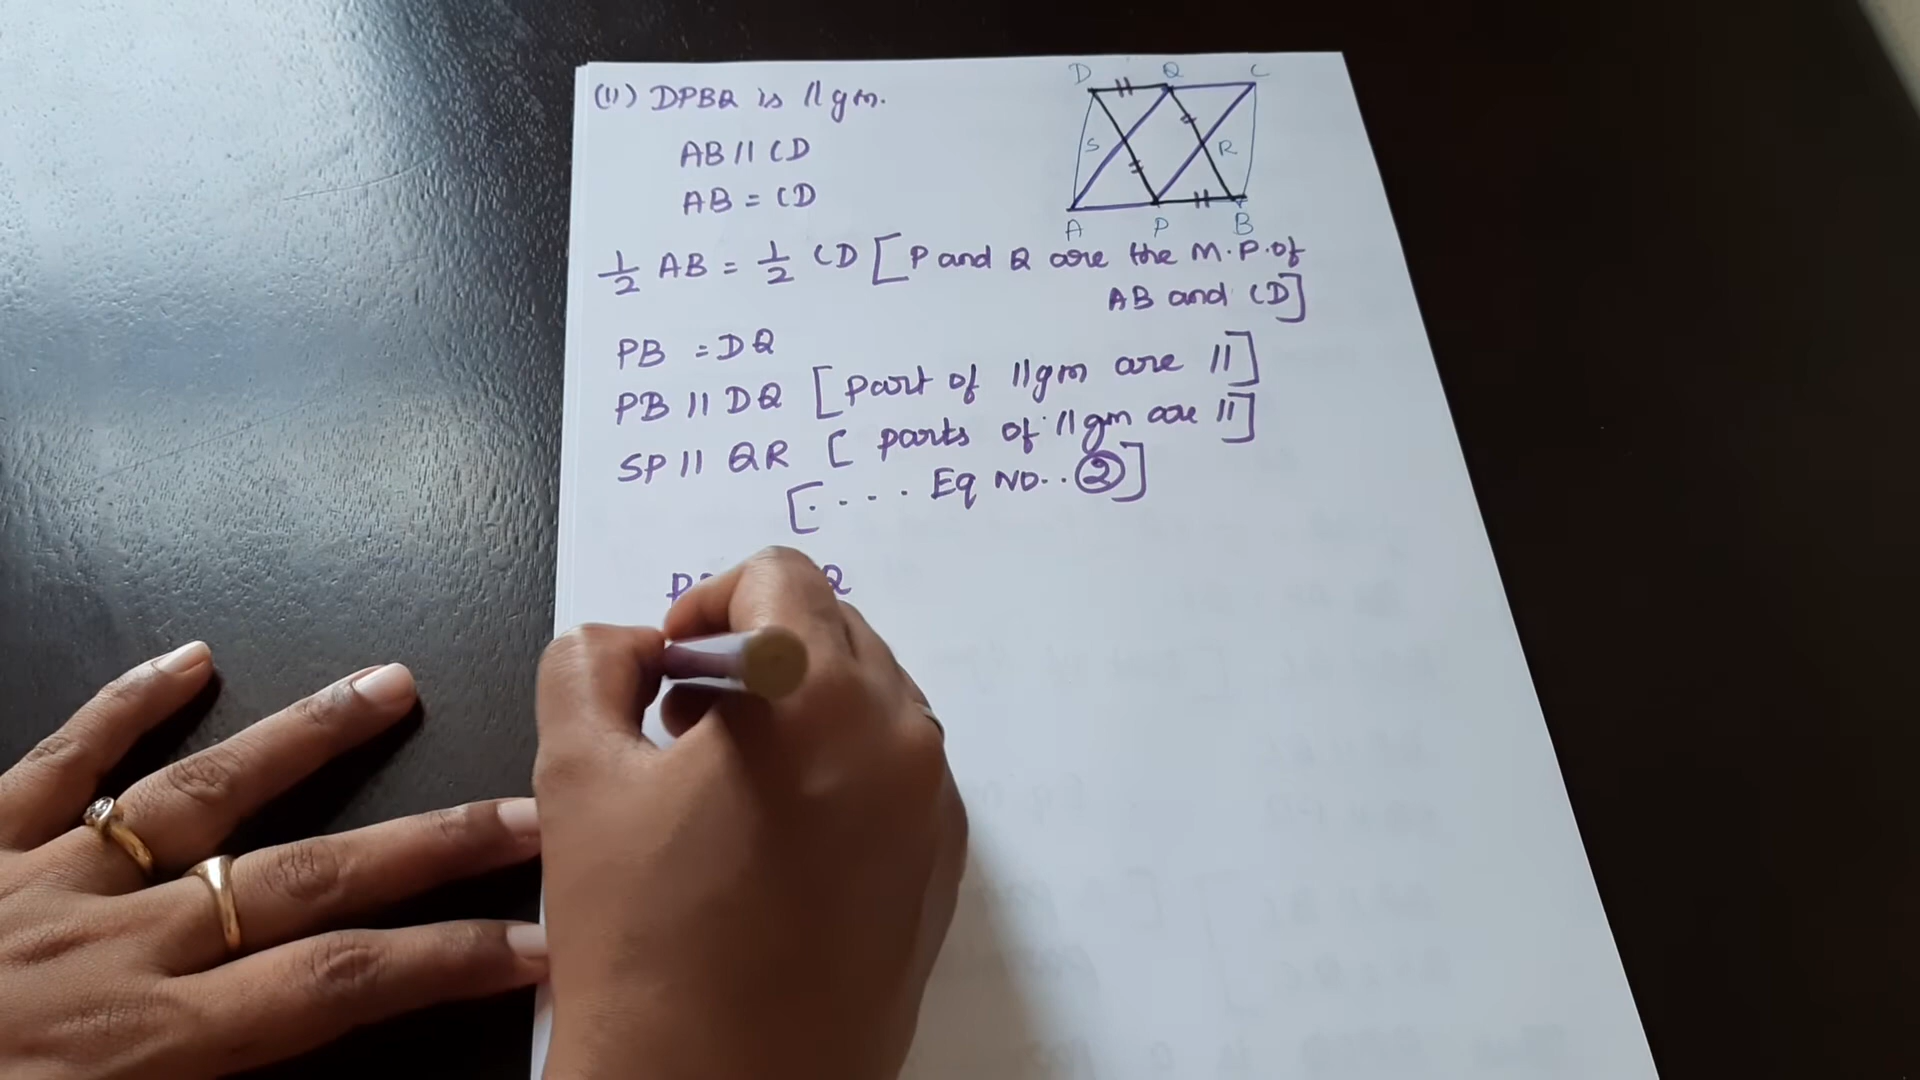 (ii) DPBQ is ||gm.
AB || CD
AB = CD
1/2 AB = 1/2 CD [P and Q are the M.P. of
AB and CD]
PB = DQ
PB || DQ [part of ||gm are ||]
SP || QR [parts of ||gm are ||]
[.... Eq No.. ②]
D Q C
S R
A P B